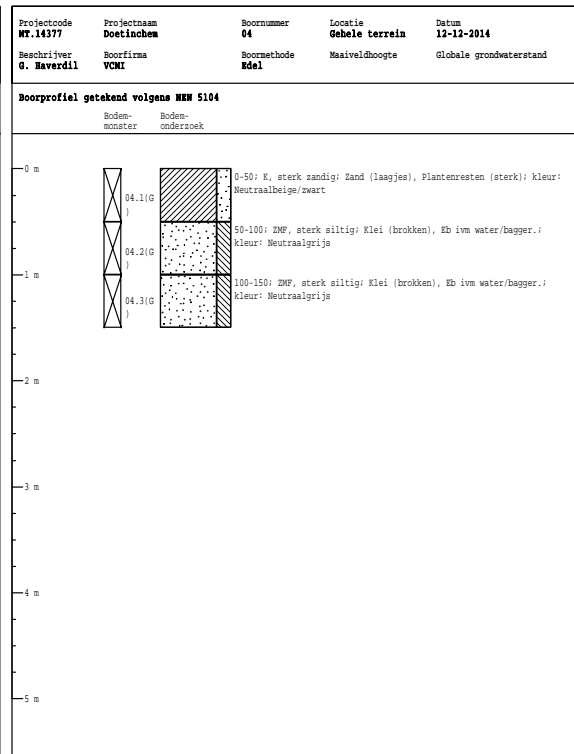 Projectcode Projectnaam Boornummer Locatie Datum
MT.14377 Doetinchem 04 Gehele terrein 12-12-2014
Beschrijver Boorfirma Boormethode Maaiveldhoogte Globale grondwaterstand
G. Haverdil VCMI Edel
Boorprofiel getekend volgens NEN 5104
Bodem- Bodem-
monster onderzoek
0 m
0-50; K, sterk zandig; Zand (laagjes), Plantenresten (sterk); kleur:
Neutraalbeige/zwart
04.1(G
)
50-100; ZMF, sterk siltig; Klei (brokken), Eb ivm water/bagger.;
kleur: Neutraalgrijs
04.2(G
)
1 m
100-150; ZMF, sterk siltig; Klei (brokken), Eb ivm water/bagger.;
kleur: Neutraalgrijs
04.3(G
)
2 m
3 m
4 m
5 m